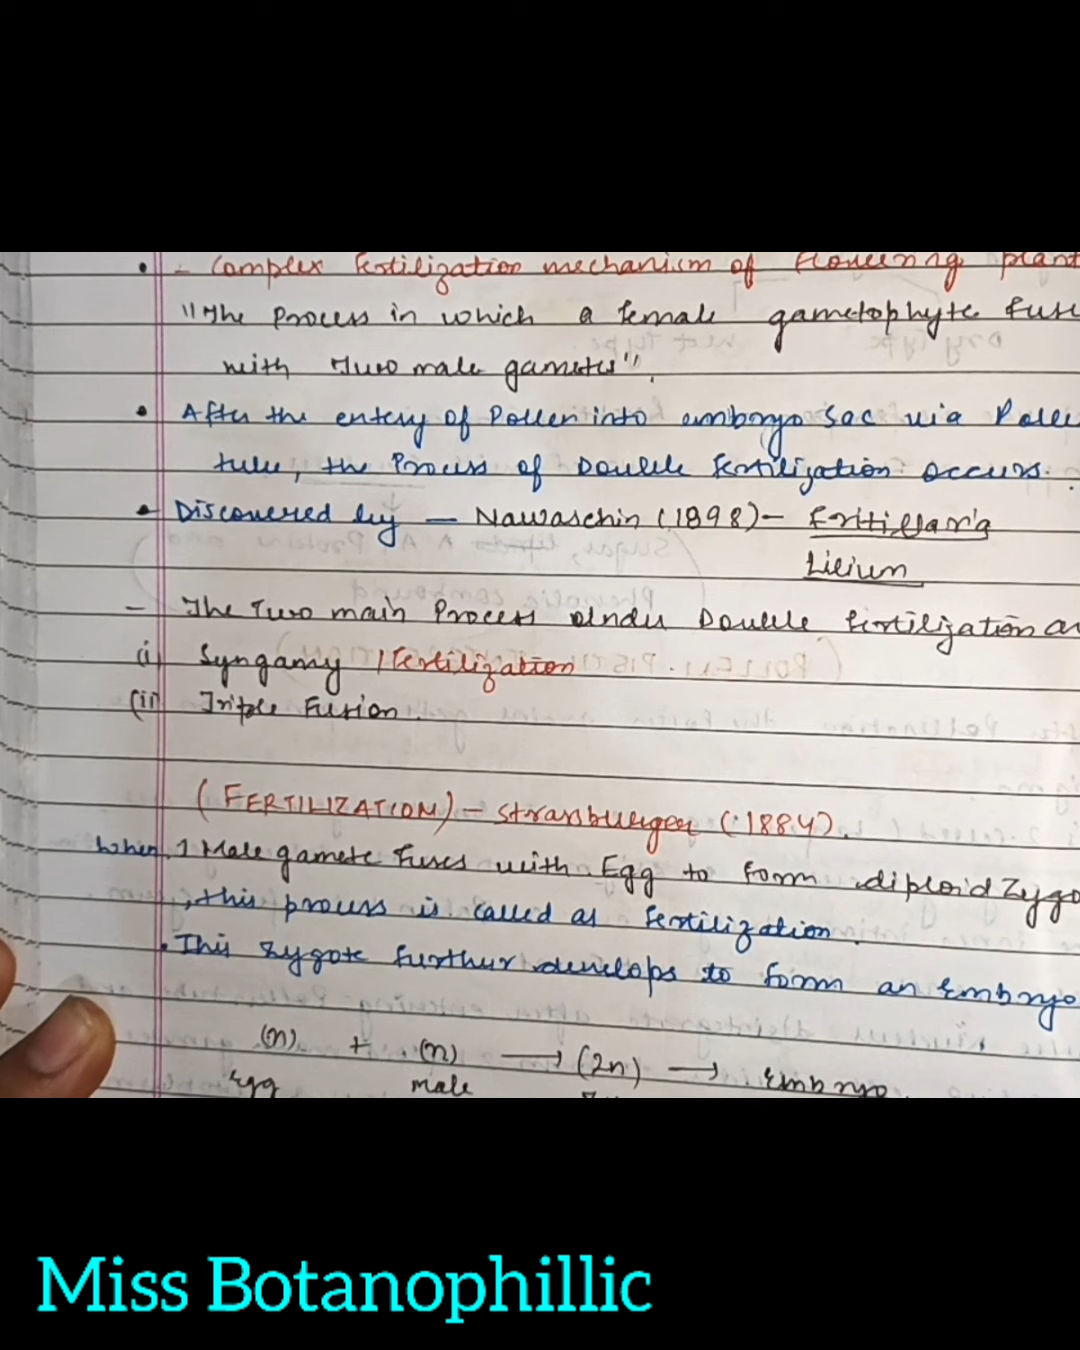 • - Complex fertilization mechanism of flowering plant
"The process in which a female gametophyte fuse
with Two male gametes".
• After the entery of Pollen into embryo sac via Polle
tube, the Process of Double fertilization occurs.
• Discovered by - Nawaschin (1898) - Fritillaria
Lilium
- The Two main Process Under Double fertilization a
(i) Syngamy / Fertilization
(ii) Triple Fusion.
(FERTILIZATION) - Strasburger (1884).
When 1 Male gamete fuses with Egg to form diploid Zygo
, this process is called as fertilization.
• This zygote further develops to form an Embryo
(n) + (n) → (2n) → Embryo
Egg male
Miss Botanophillic